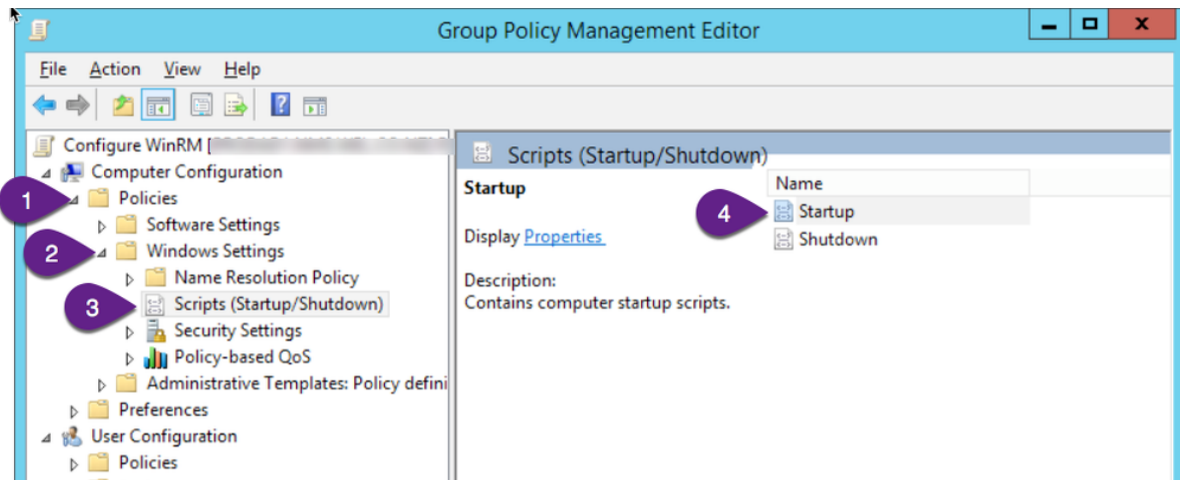 Group Policy Management Editor
File Action View Help
Configure WinRM [
Computer Configuration
1 Policies
Software Settings
2 Windows Settings
Name Resolution Policy
3 Scripts (Startup/Shutdown)
Security Settings
Policy-based QoS
Administrative Templates: Policy defini
Preferences
User Configuration
Policies
Scripts (Startup/Shutdown)
Startup
Display Properties
Description:
Contains computer startup scripts.
Name
4 Startup
Shutdown